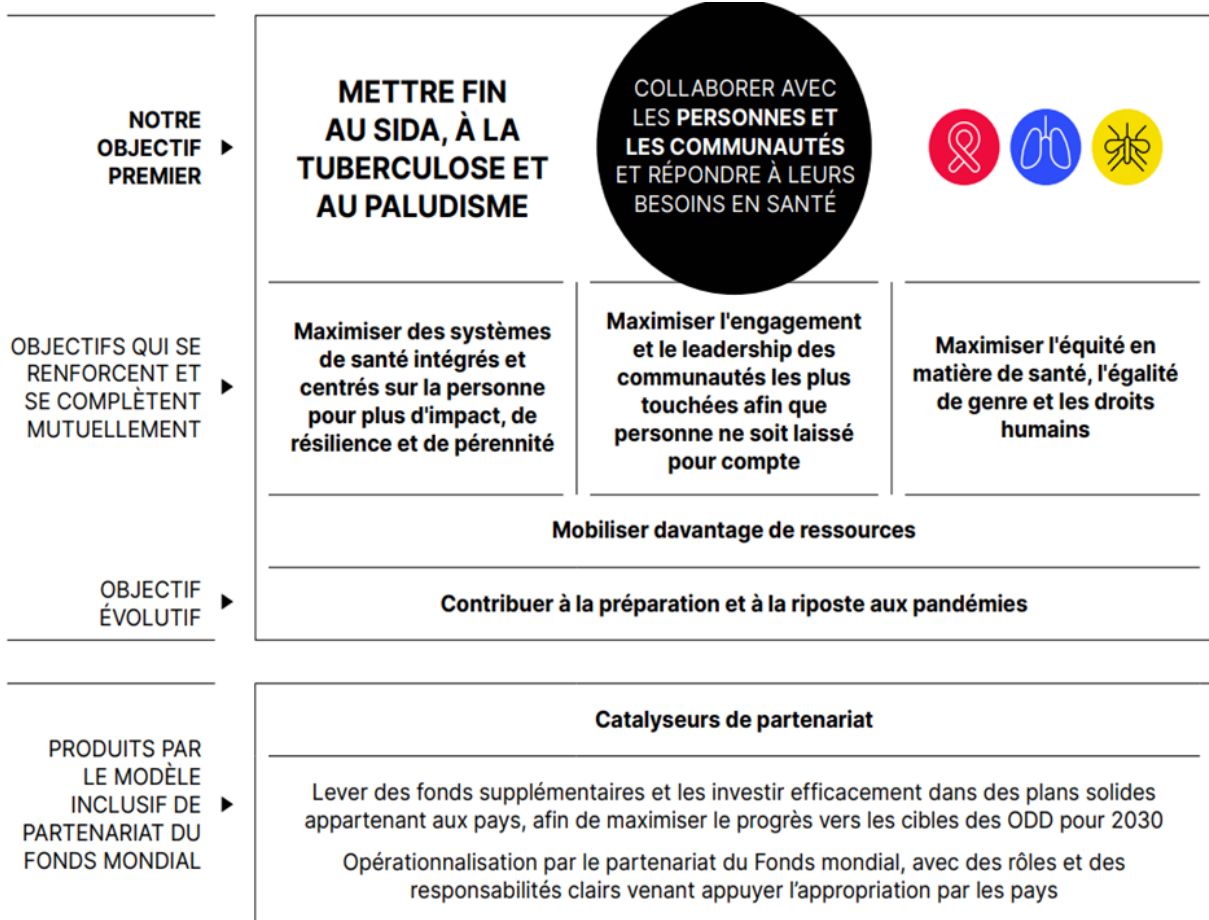 NOTRE
OBJECTIF
PREMIER
METTRE FIN
AU SIDA, À LA
TUBERCULOSE ET
AU PALUDISME
COLLABORER AVEC
LES PERSONNES ET
LES COMMUNAUTÉS
ET RÉPONDRE À LEURS
BESOINS EN SANTÉ
OBJECTIFS QUI SE
RENFORCENT ET
SE COMPLÈTENT
MUTUELLEMENT
Maximiser des systèmes
de santé intégrés et
centrés sur la personne
pour plus d'impact, de
résilience et de pérennité
Maximiser l'engagement
et le leadership des
communautés les plus
touchées afin que
personne ne soit laissé
pour compte
Maximiser l'équité en
matière de santé, l'égalité
de genre et les droits
humains
Mobiliser davantage de ressources
OBJECTIF
ÉVOLUTIF
Contribuer à la préparation et à la riposte aux pandémies
PRODUITS PAR
LE MODÈLE
INCLUSIF DE
PARTENARIAT DU
FONDS MONDIAL
Catalyseurs de partenariat
Lever des fonds supplémentaires et les investir efficacement dans des plans solides
appartenant aux pays, afin de maximiser le progrès vers les cibles des ODD pour 2030
Opérationnalisation par le partenariat du Fonds mondial, avec des rôles et des
responsabilités clairs venant appuyer l’appropriation par les pays